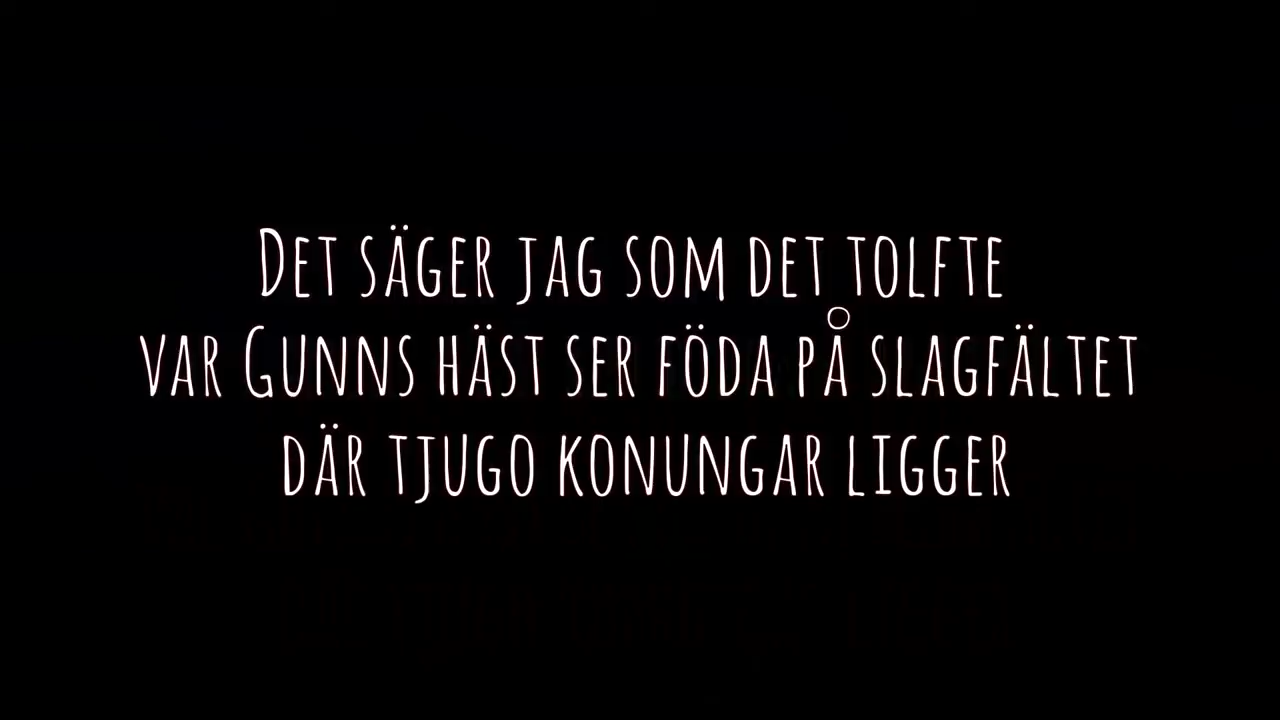 Det säger jag som det tolfte
var Gunns häst ser föda på slagfältet
där tjugo konungar ligger